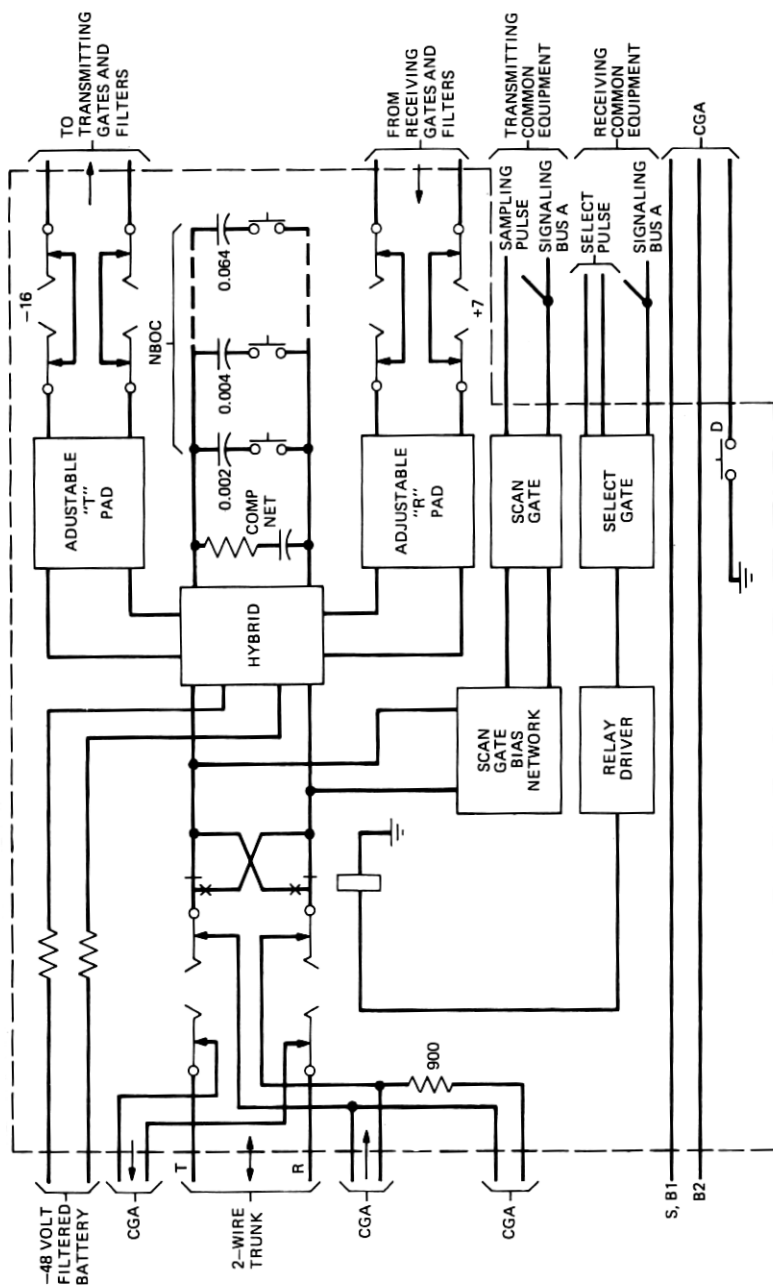 -48 VOLT
FILTERED
BATTERY
CGA
2-WIRE
TRUNK
T
R
CGA
CGA
S, B1
B2
900
HYBRID
SCAN
GATE
BIAS
NETWORK
RELAY
DRIVER
ADUSTABLE
"T"
PAD
-16
NBOC
0.002
0.004
0.064
COMP
NET
ADJUSTABLE
"R"
PAD
+7
SCAN
GATE
SELECT
GATE
D
TO
TRANSMITTING
GATES AND
FILTERS
FROM
RECEIVING
GATES AND
FILTERS
SAMPLING
PULSE
SIGNALING
BUS A
TRANSMITTING
COMMON
EQUIPMENT
SELECT
PULSE
SIGNALING
BUS A
RECEIVING
COMMON
EQUIPMENT
CGA